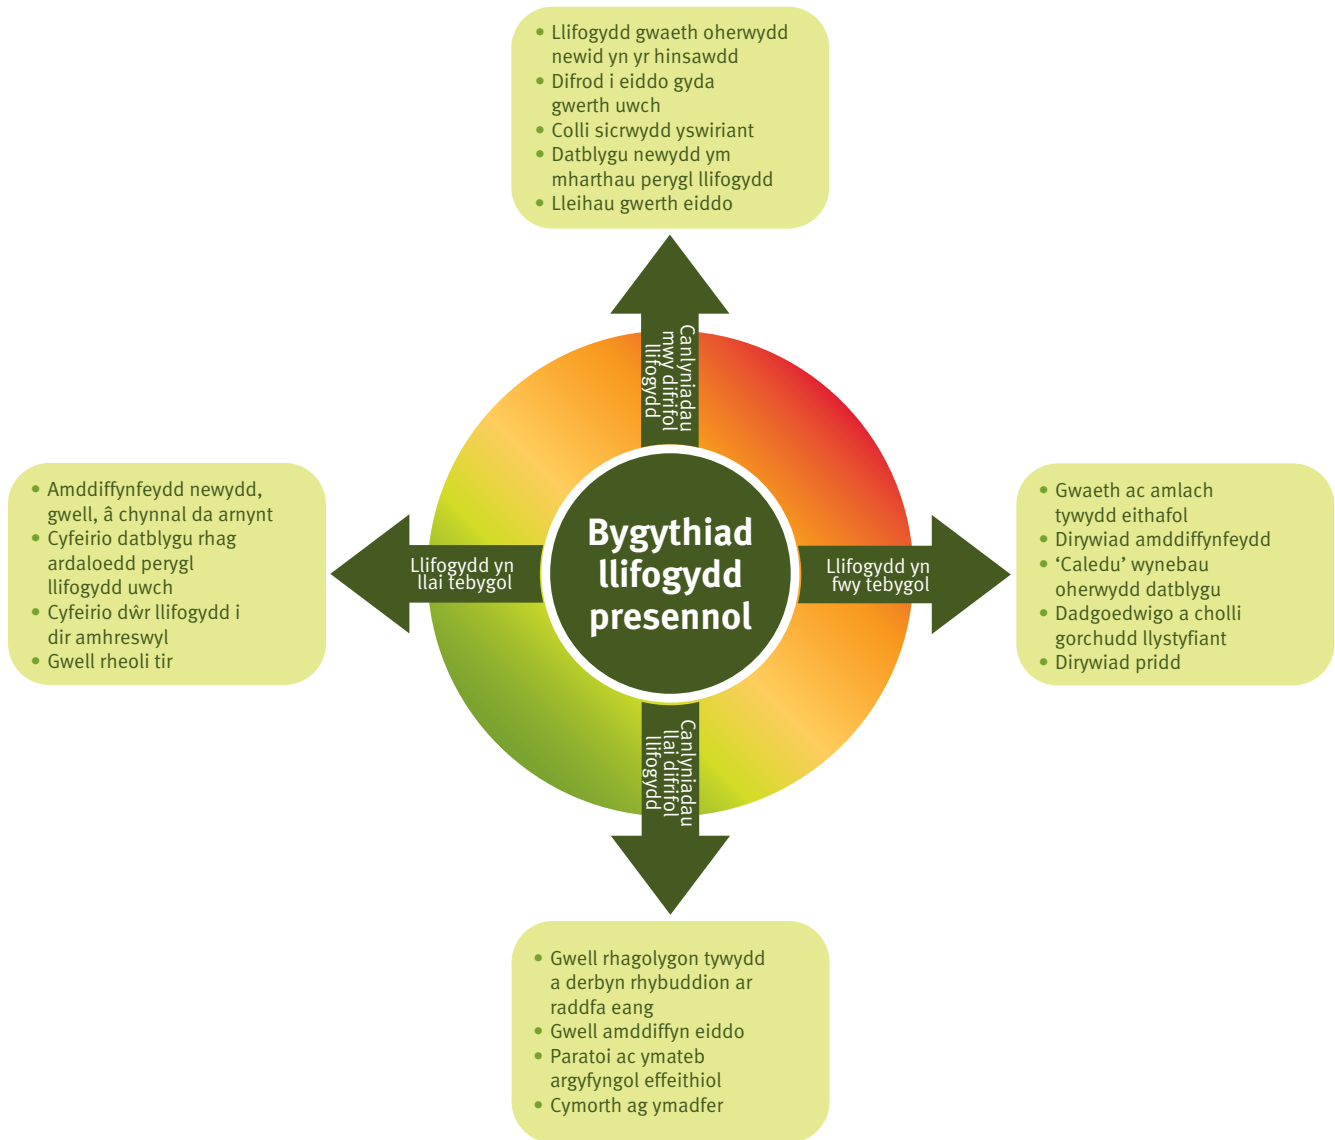 • Llifogydd gwaeth oherwydd
newid yn yr hinsawdd
• Difrod i eiddo gyda
gwerth uwch
• Colli sicrwydd yswiriant
• Datblygu newydd ym
mharthau perygl llifogydd
• Lleihau gwerth eiddo
Canlyniadau
mwy difrifol
llifogydd
• Amddiffynfeydd newydd,
gwell, â chynnal da arnynt
• Cyfeirio datblygu rhag
ardaloedd perygl
llifogydd uwch
• Cyfeirio dŵr llifogydd i
dir amhreswyl
• Gwell rheoli tir
Llifogydd yn
llai tebygol
Bygythiad
llifogydd
presennol
Llifogydd yn
fwy tebygol
• Gwaeth ac amlach
tywydd eithafol
• Dirywiad amddiffynfeydd
• ‘Caledu’ wynebau
oherwydd datblygu
• Dadgoedwigo a cholli
gorchudd llystyfiant
• Dirywiad pridd
Canlyniadau
llai difrifol
llifogydd
• Gwell rhagolygon tywydd
a derbyn rhybuddion ar
raddfa eang
• Gwell amddiffyn eiddo
• Paratoi ac ymateb
argyfyngol effeithiol
• Cymorth ag ymadfer